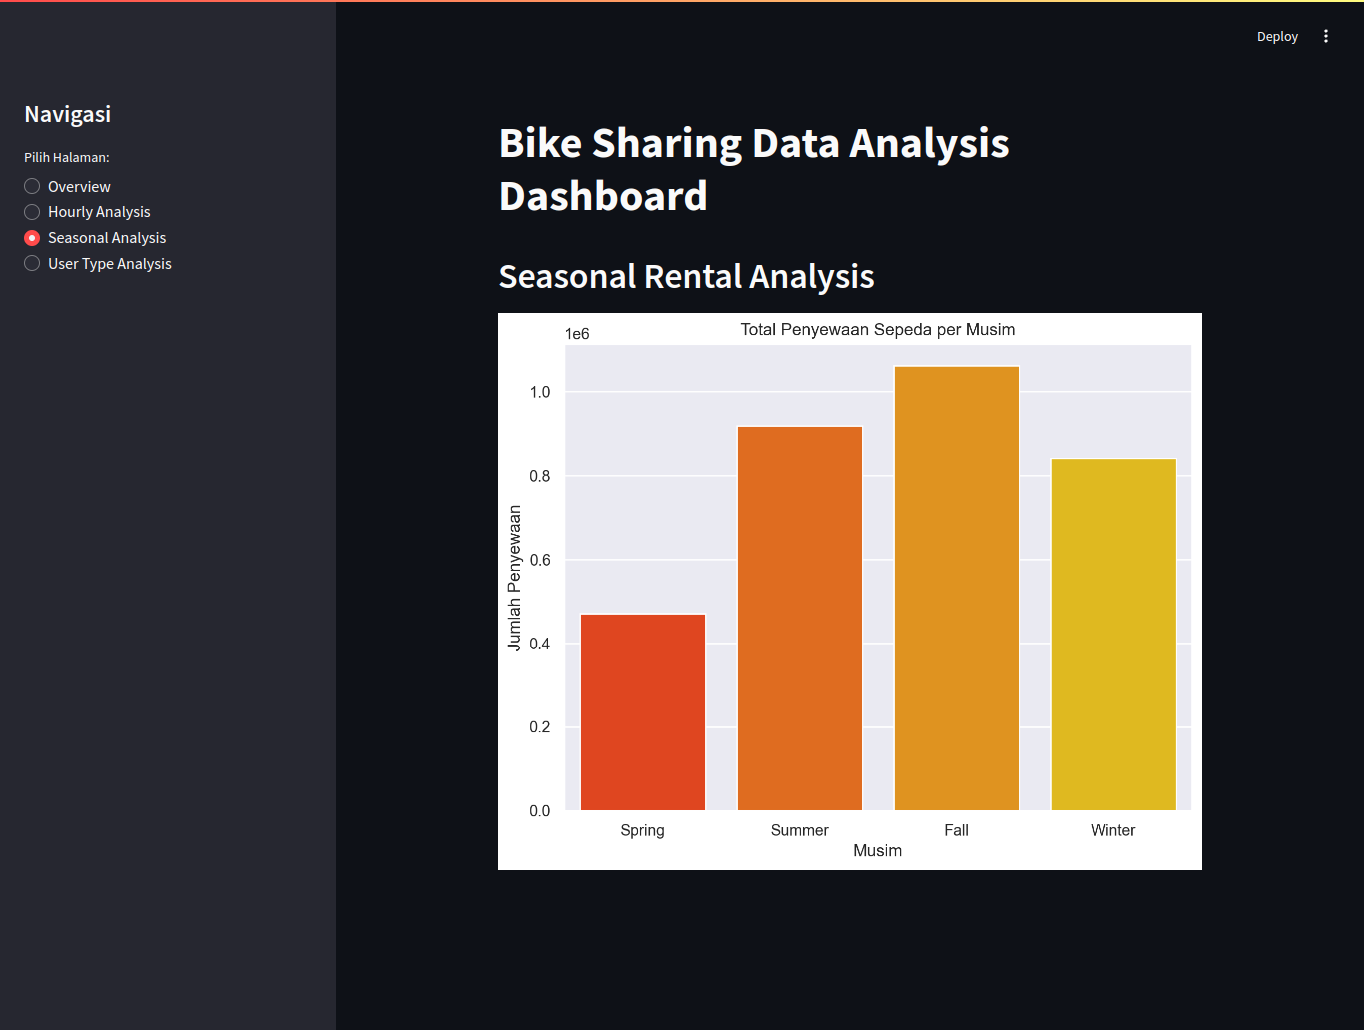 Deploy
Navigasi
Pilih Halaman:
Overview
Hourly Analysis
Seasonal Analysis
User Type Analysis
Bike Sharing Data Analysis
Dashboard
Seasonal Rental Analysis
Total Penyewaan Sepeda per Musim
1e6
1.0
0.8
0.6
0.4
0.2
0.0
Jumlah Penyewaan
Spring
Summer
Fall
Winter
Musim